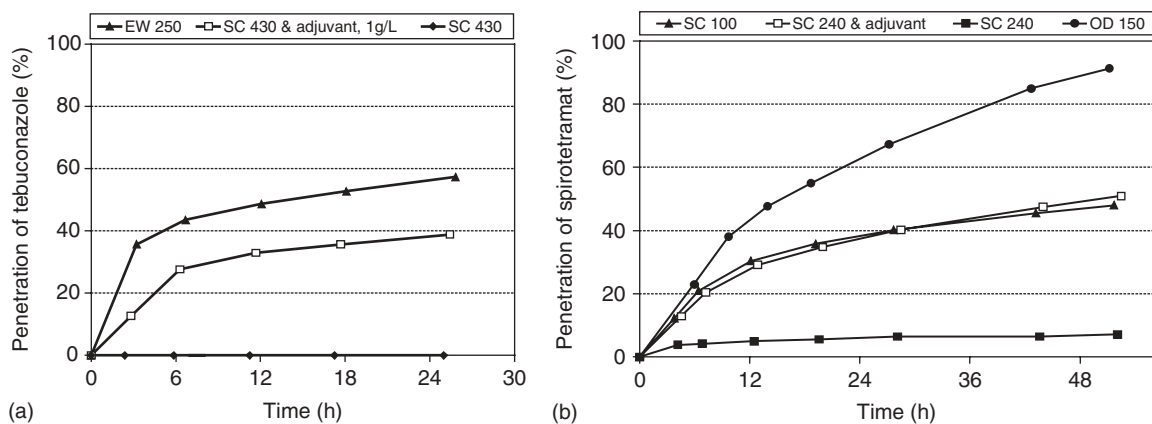 EW 250 SC 430 & adjuvant, 1g/L SC 430
Penetration of tebuconazole (%)
100
80
60
40
20
0
0 6 12 18 24 30
Time (h)
(a)
SC 100 SC 240 & adjuvant SC 240 OD 150
Penetration of spirotetramat (%)
100
80
60
40
20
0
0 12 24 36 48
Time (h)
(b)